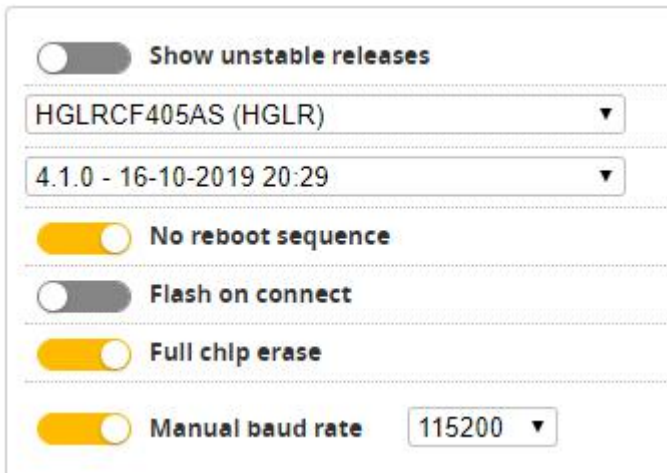 Show unstable releases
HGLRCF405AS (HGLR)
4.1.0 - 16-10-2019 20:29
No reboot sequence
Flash on connect
Full chip erase
Manual baud rate 115200